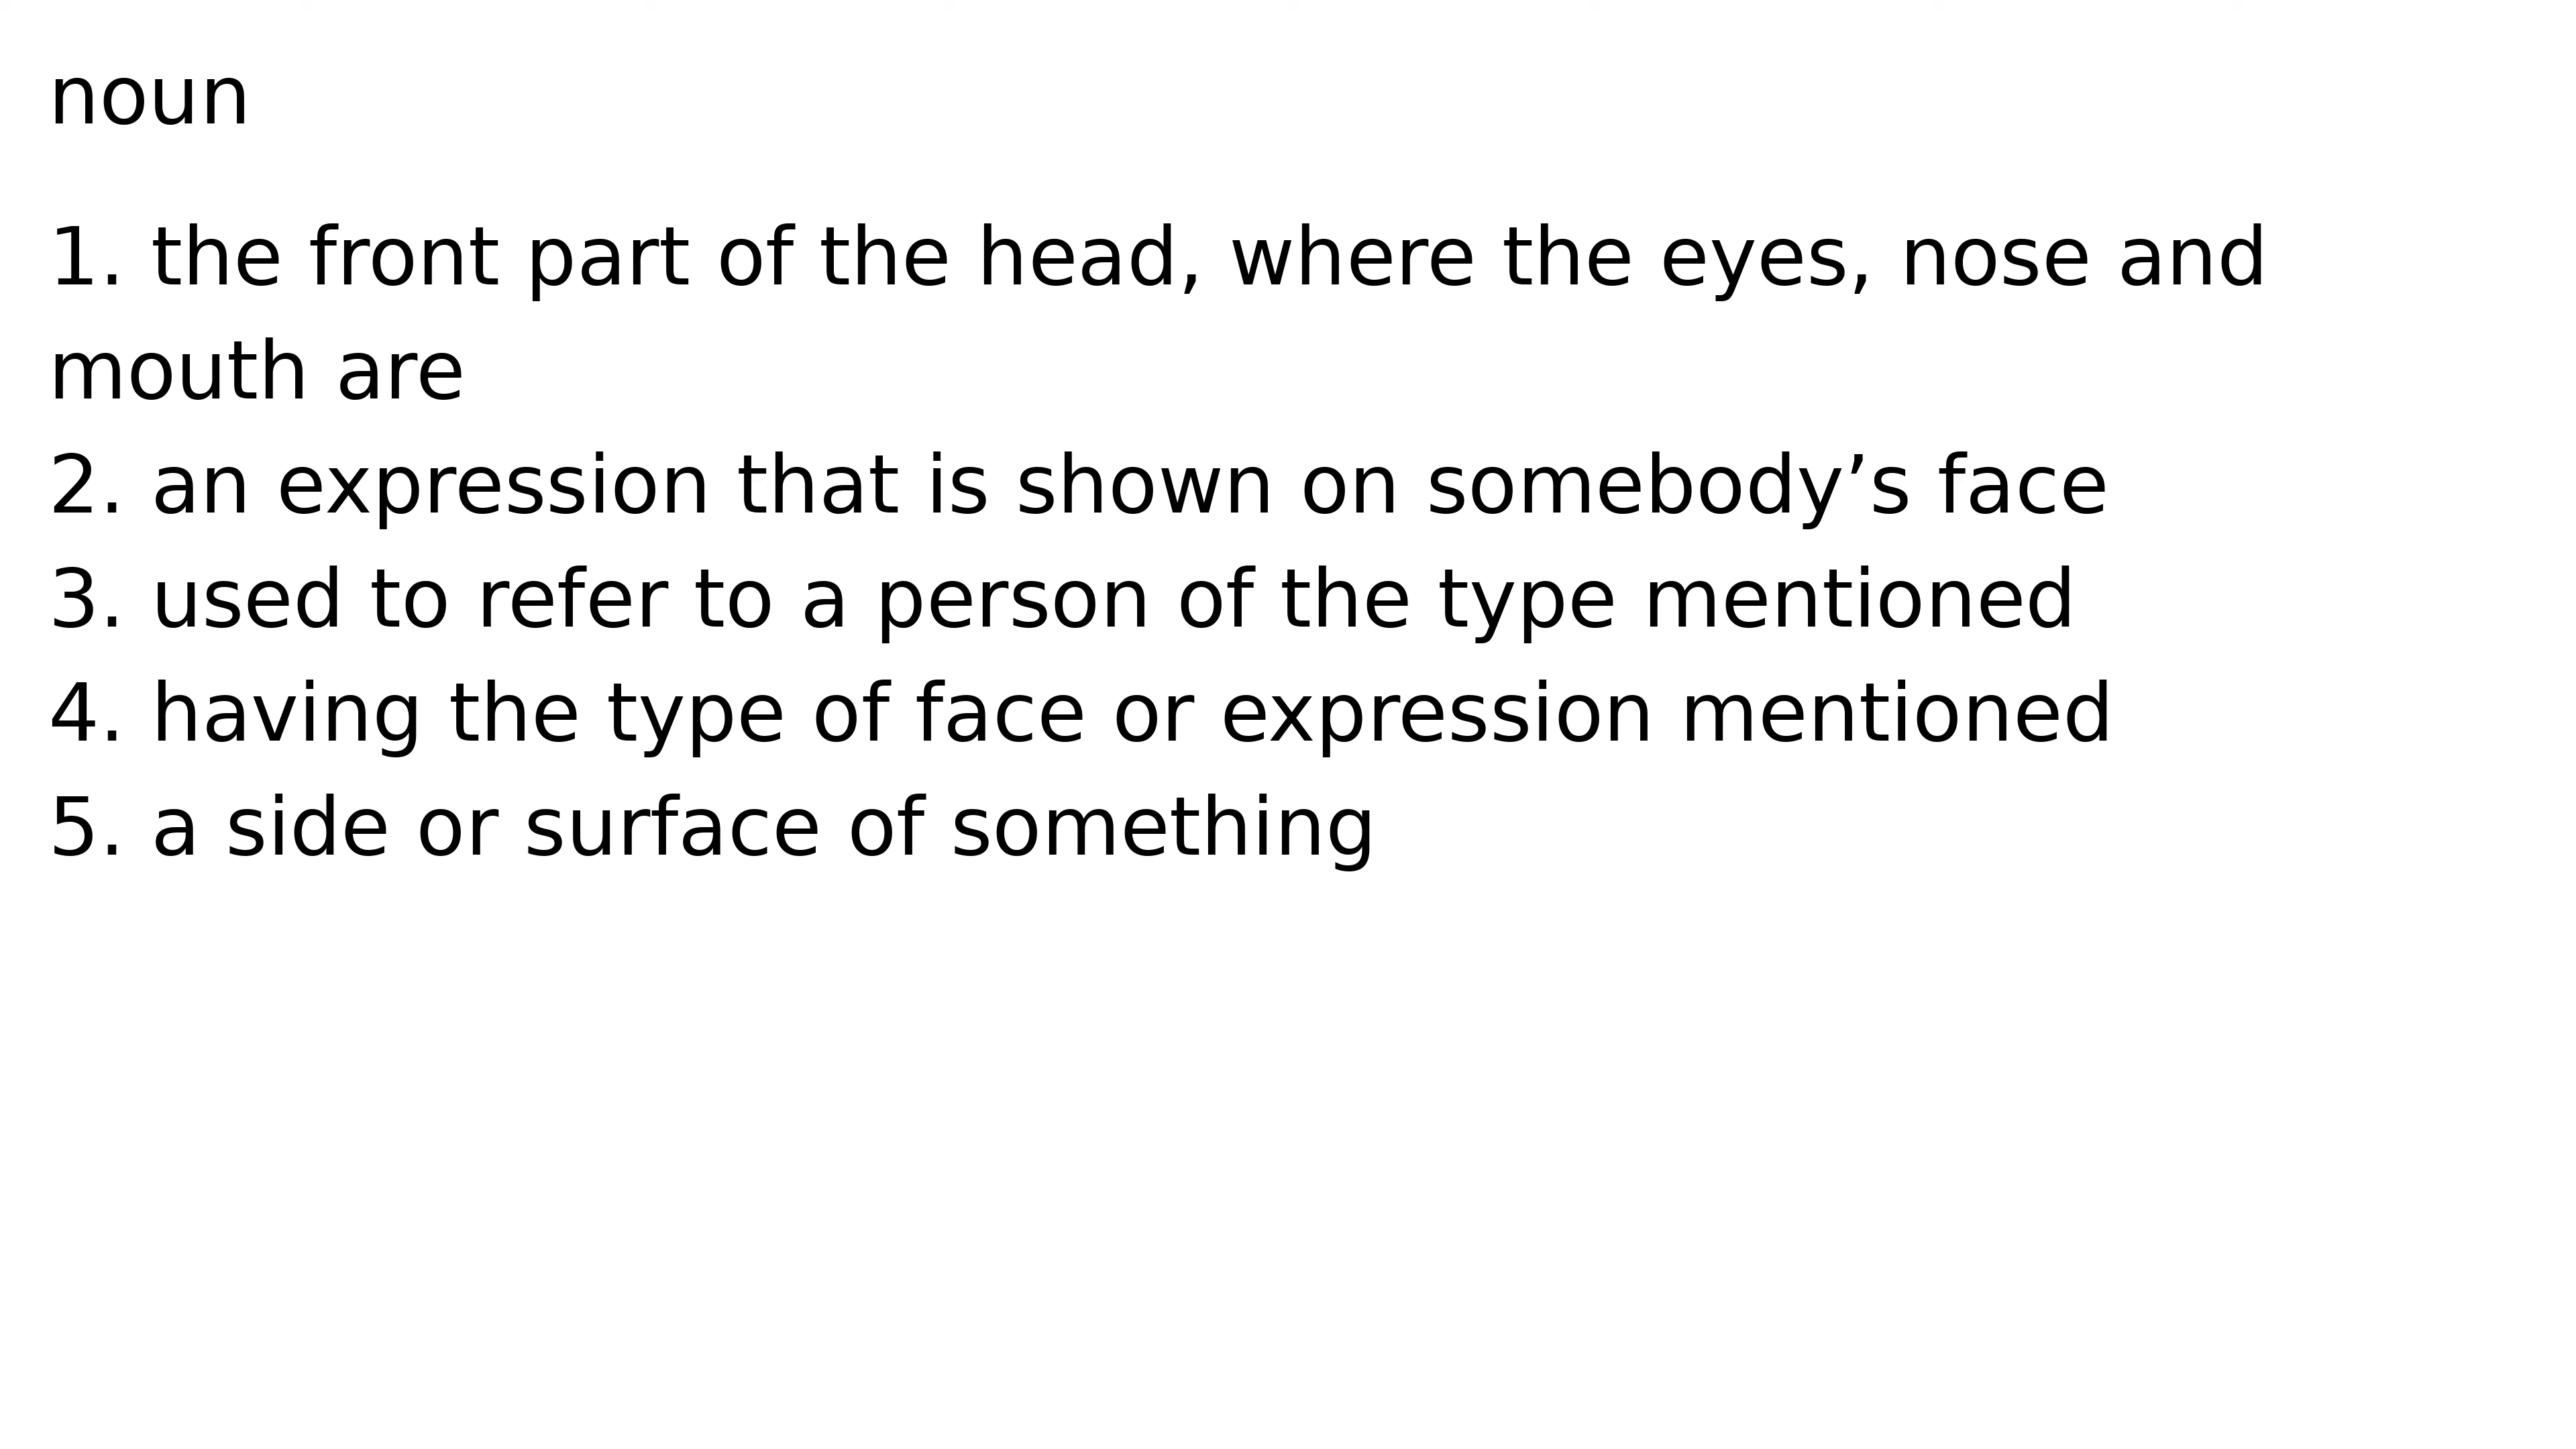 noun
1. the front part of the head, where the eyes, nose and
mouth are
2. an expression that is shown on somebody’s face
3. used to refer to a person of the type mentioned
4. having the type of face or expression mentioned
5. a side or surface of something